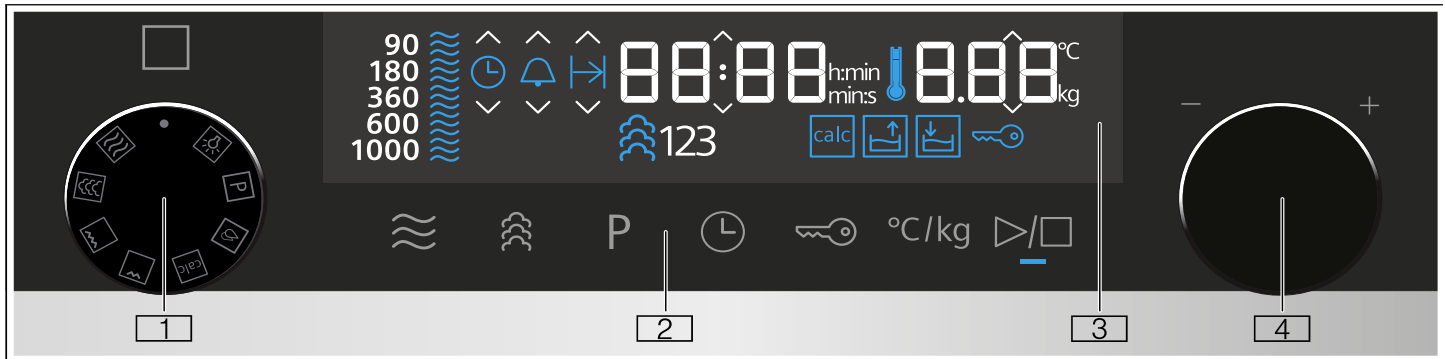 90
180
360
600
1000
88:88 h:min
min:s
8.88 °C
kg
123
calc
− +
P
calc
P
°C/kg
1
2
3
4